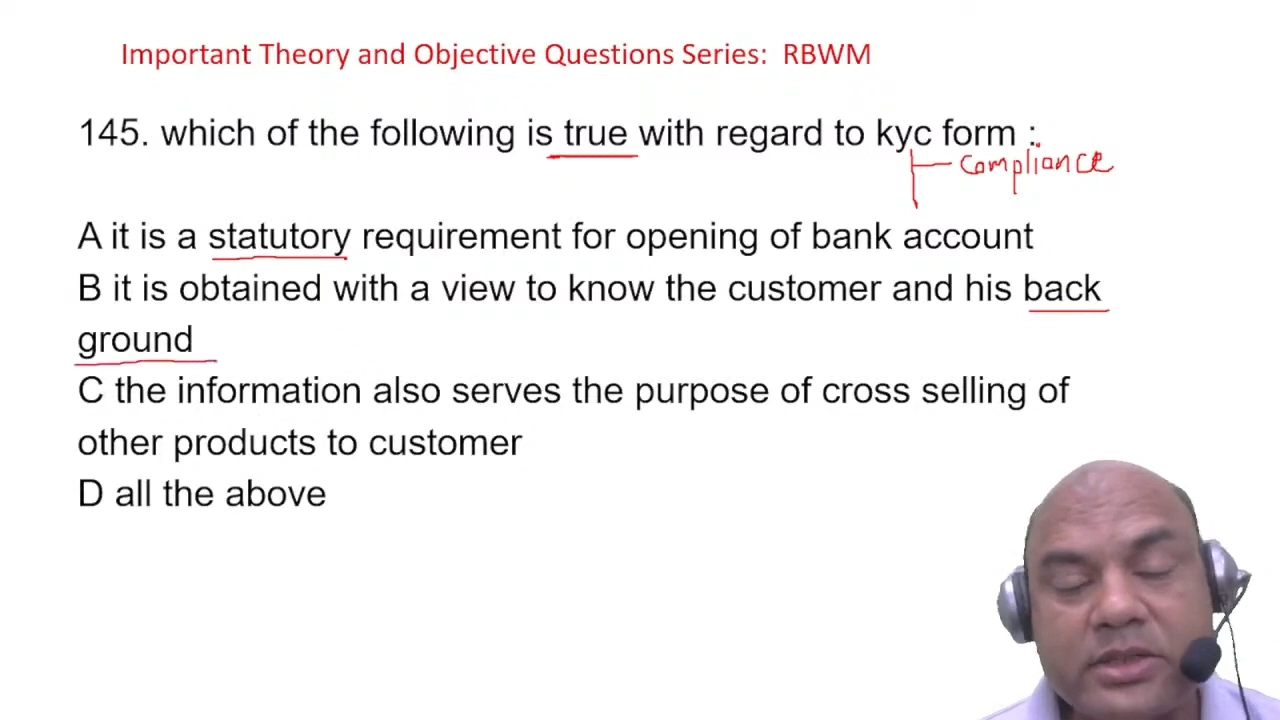 Important Theory and Objective Questions Series:  RBWM
145. which of the following is true with regard to kyc form :
compliance
A it is a statutory requirement for opening of bank account
B it is obtained with a view to know the customer and his back
ground
C the information also serves the purpose of cross selling of
other products to customer
D all the above